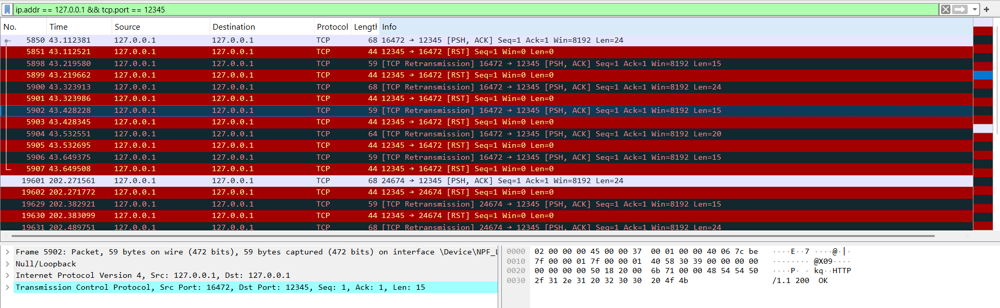 ip.addr == 127.0.0.1 && tcp.port == 12345
No. Time Source Destination Protocol Length Info
5850 43.112381 127.0.0.1 127.0.0.1 TCP 68 16472 → 12345 [PSH, ACK] Seq=1 Ack=1 Win=8192 Len=24
5851 43.112521 127.0.0.1 127.0.0.1 TCP 44 12345 → 16472 [RST] Seq=1 Win=0 Len=0
5898 43.219580 127.0.0.1 127.0.0.1 TCP 59 [TCP Retransmission] 16472 → 12345 [PSH, ACK] Seq=1 Ack=1 Win=8192 Len=15
5899 43.219662 127.0.0.1 127.0.0.1 TCP 44 12345 → 16472 [RST] Seq=1 Win=0 Len=0
5900 43.323913 127.0.0.1 127.0.0.1 TCP 68 [TCP Retransmission] 16472 → 12345 [PSH, ACK] Seq=1 Ack=1 Win=8192 Len=24
5901 43.323986 127.0.0.1 127.0.0.1 TCP 44 12345 → 16472 [RST] Seq=1 Win=0 Len=0
5902 43.428228 127.0.0.1 127.0.0.1 TCP 59 [TCP Retransmission] 16472 → 12345 [PSH, ACK] Seq=1 Ack=1 Win=8192 Len=15
5903 43.428345 127.0.0.1 127.0.0.1 TCP 44 12345 → 16472 [RST] Seq=1 Win=0 Len=0
5904 43.532551 127.0.0.1 127.0.0.1 TCP 64 [TCP Retransmission] 16472 → 12345 [PSH, ACK] Seq=1 Ack=1 Win=8192 Len=20
5905 43.532695 127.0.0.1 127.0.0.1 TCP 44 12345 → 16472 [RST] Seq=1 Win=0 Len=0
5906 43.649375 127.0.0.1 127.0.0.1 TCP 59 [TCP Retransmission] 16472 → 12345 [PSH, ACK] Seq=1 Ack=1 Win=8192 Len=15
5907 43.649508 127.0.0.1 127.0.0.1 TCP 44 12345 → 16472 [RST] Seq=1 Win=0 Len=0
19601 202.271561 127.0.0.1 127.0.0.1 TCP 68 24674 → 12345 [PSH, ACK] Seq=1 Ack=1 Win=8192 Len=24
19602 202.271772 127.0.0.1 127.0.0.1 TCP 44 12345 → 24674 [RST] Seq=1 Win=0 Len=0
19629 202.382921 127.0.0.1 127.0.0.1 TCP 59 [TCP Retransmission] 24674 → 12345 [PSH, ACK] Seq=1 Ack=1 Win=8192 Len=15
19630 202.383099 127.0.0.1 127.0.0.1 TCP 44 12345 → 24674 [RST] Seq=1 Win=0 Len=0
19631 202.489751 127.0.0.1 127.0.0.1 TCP 68 [TCP Retransmission] 24674 → 12345 [PSH, ACK] Seq=1 Ack=1 Win=8192 Len=24
Frame 5902: Packet, 59 bytes on wire (472 bits), 59 bytes captured (472 bits) on interface \Device\NPF_L
Null/Loopback
Internet Protocol Version 4, Src: 127.0.0.1, Dst: 127.0.0.1
Transmission Control Protocol, Src Port: 16472, Dst Port: 12345, Seq: 1, Ack: 1, Len: 15
0000 02 00 00 00 45 00 00 37 00 01 00 00 40 06 7c be ····E··7 ····@·|·
0010 7f 00 00 01 7f 00 00 01 40 58 30 39 00 00 00 00 ········ @X09····
0020 00 00 00 00 50 18 20 00 6b 71 00 00 48 54 54 50 ····P· · kq··HTTP
0030 2f 31 2e 31 20 32 30 30 20 4f 4b /1.1 200 OK